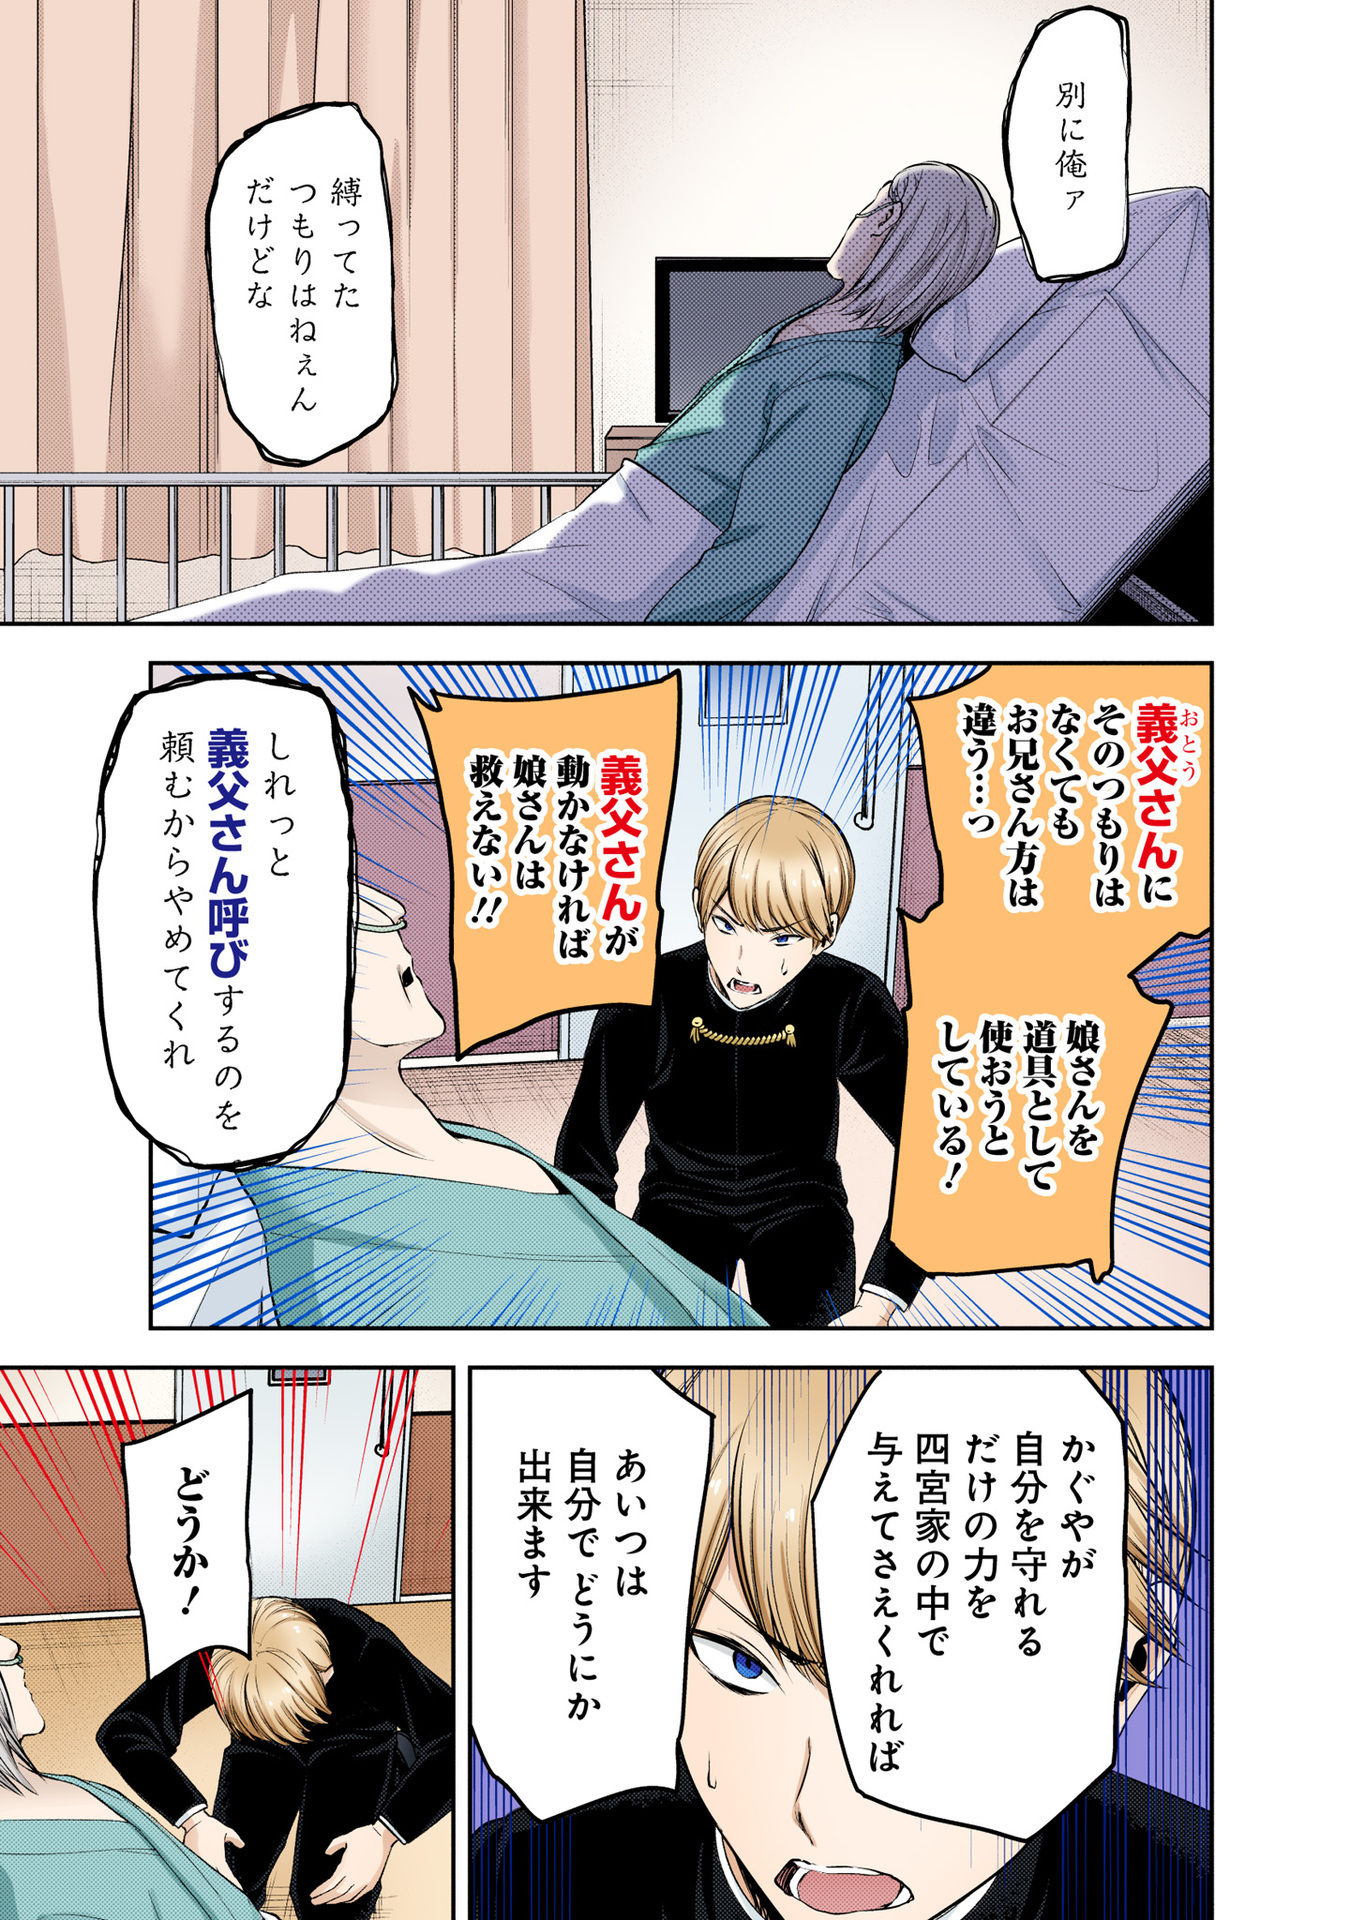 別に俺ァ
縛ってた
つもりはねぇん
だけどな
義父さんに
おとう
そのつもりは
なくても
お兄さん方は
違う…っ
娘さんを
道具として
使おうと
している！
義父さんが
動かなければ
娘さんは
救えない!!
しれっと
義父さん呼びするのを
頼むからやめてくれ
かぐやが
自分を守れる
だけの力を
四宮家の中で
与えてさえくれれば
あいつは
自分でどうにか
出来ます
どうか！